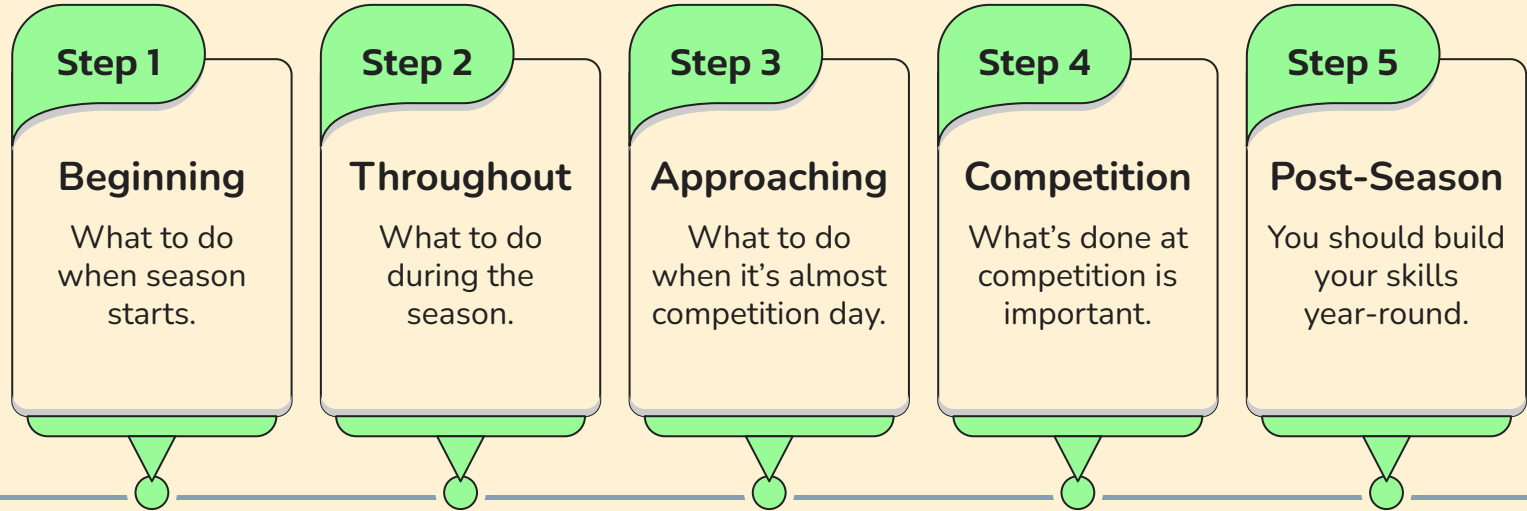 Step 1
Beginning
What to do
when season
starts.
Step 2
Throughout
What to do
during the
season.
Step 3
Approaching
What to do
when it’s almost
competition day.
Step 4
Competition
What’s done at
competition is
important.
Step 5
Post-Season
You should build
your skills
year-round.